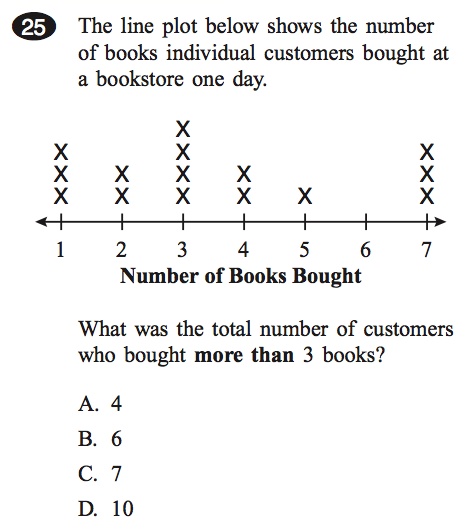 25 The line plot below shows the number
of books individual customers bought at
a bookstore one day.
X
X X X
X X X X X
X X X X X X
1 2 3 4 5 6 7
Number of Books Bought
What was the total number of customers
who bought more than 3 books?
A. 4
B. 6
C. 7
D. 10